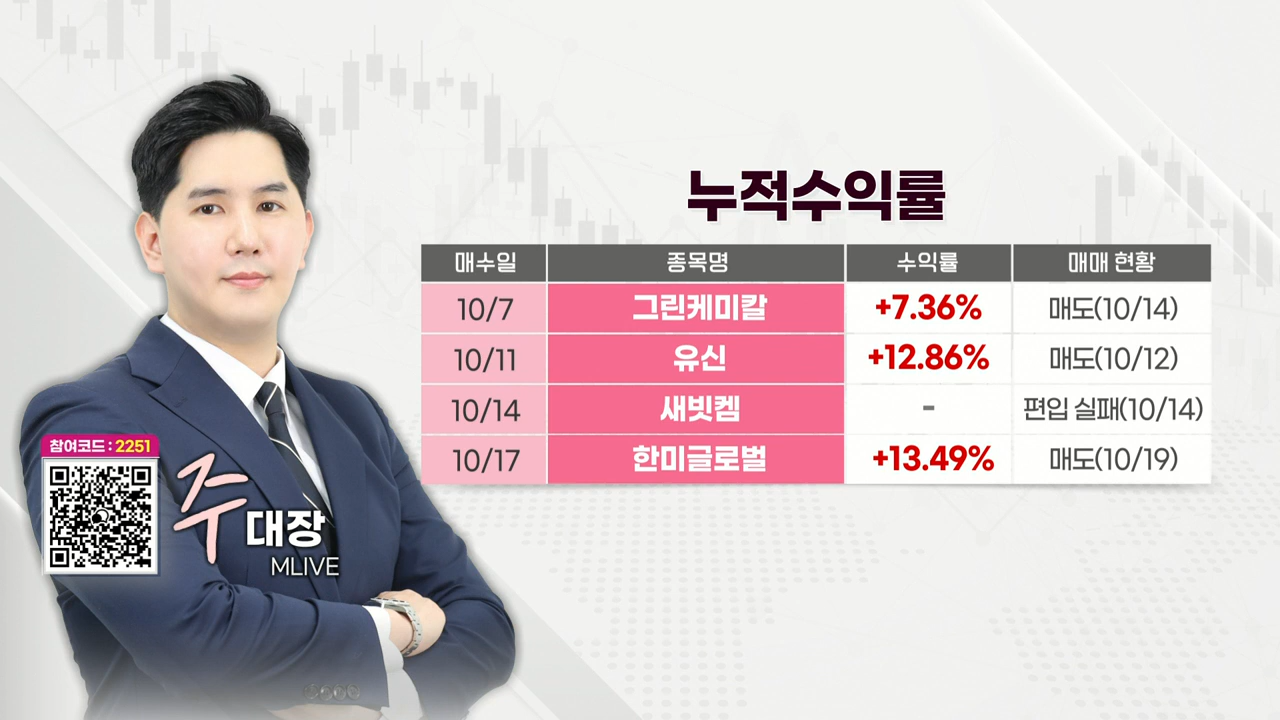 누적수익률
매수일 종목명 수익률 매매 현황
10/7 그린케미칼 +7.36% 매도(10/14)
10/11 유신 +12.86% 매도(10/12)
10/14 새빗켐 - 편입 실패(10/14)
10/17 한미글로벌 +13.49% 매도(10/19)
참여코드 : 2251
주대장
MLIVE